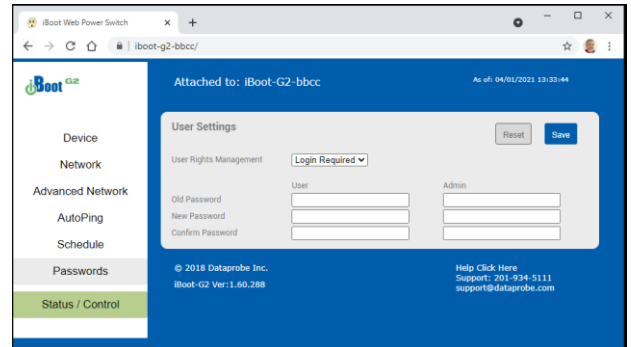 iBoot Web Power Switch
iboot-g2-bbcc/
iBoot G2
Attached to: iBoot-G2-bbcc
As of: 04/01/2021 13:33:44
Device
Network
Advanced Network
AutoPing
Schedule
Passwords
Status / Control
User Settings
Reset
Save
User Rights Management
Login Required
User
Admin
Old Password
New Password
Confirm Password
© 2018 Dataprobe Inc.
iBoot-G2 Ver:1.60.288
Help Click Here
Support: 201-934-5111
support@dataprobe.com